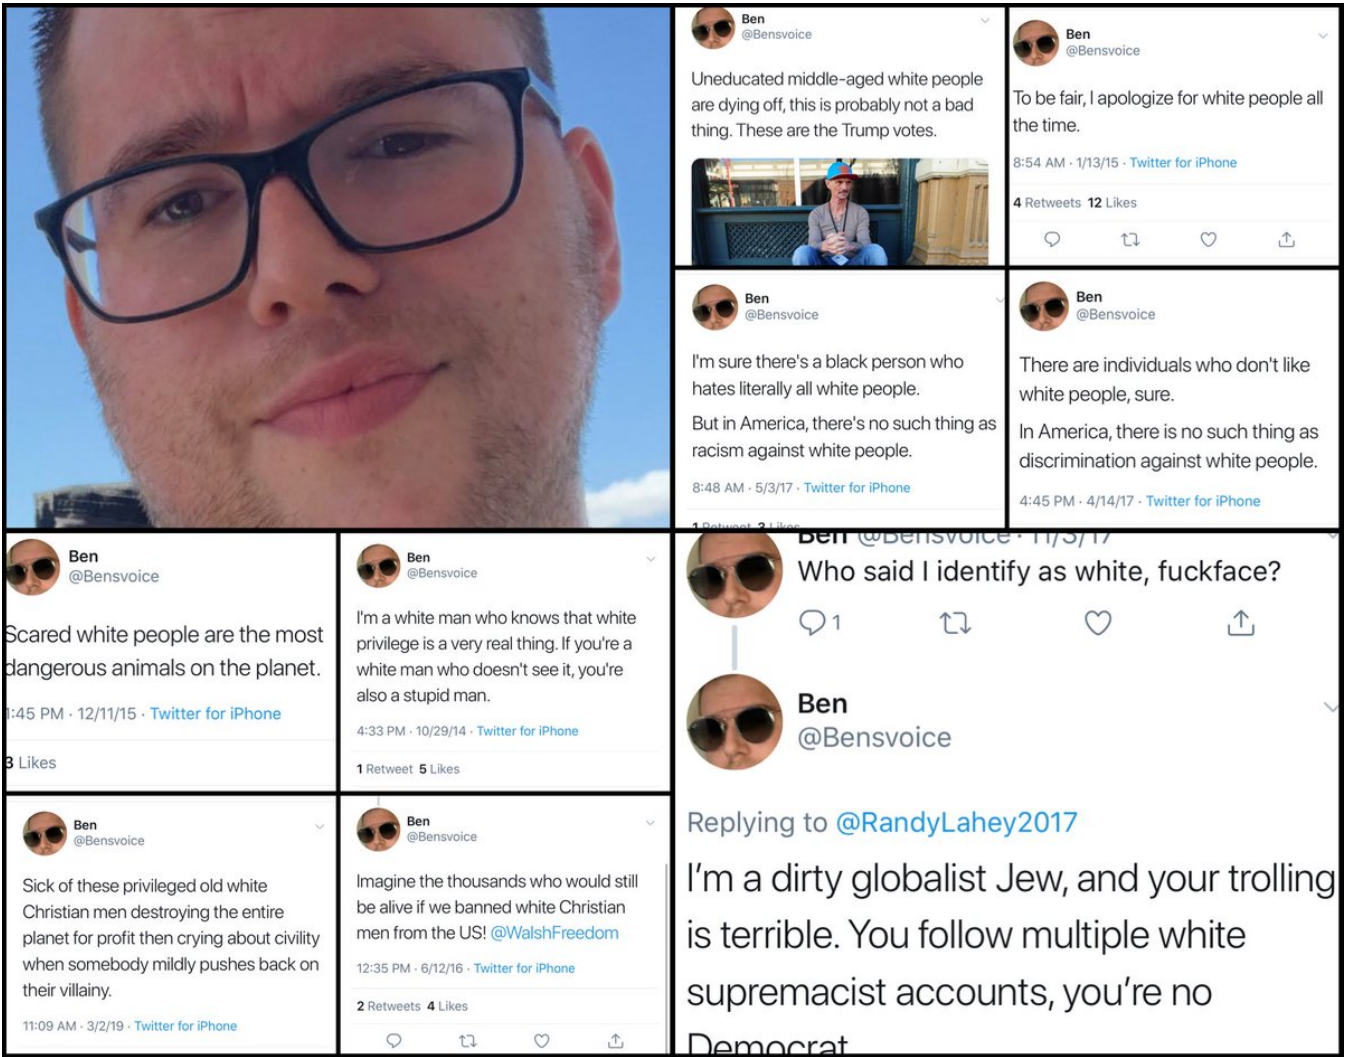 Ben
@Bensvoice
Uneducated middle-aged white people
are dying off, this is probably not a bad
thing. These are the Trump votes.
Ben
@Bensvoice
To be fair, I apologize for white people all
the time.
8:54 AM · 1/13/15 · Twitter for iPhone
4 Retweets 12 Likes
Ben
@Bensvoice
I'm sure there's a black person who
hates literally all white people.
But in America, there's no such thing as
racism against white people.
8:48 AM · 5/3/17 · Twitter for iPhone
1 Retweet 3 Likes
Ben
@Bensvoice
There are individuals who don't like
white people, sure.
In America, there is no such thing as
discrimination against white people.
4:45 PM · 4/14/17 · Twitter for iPhone
Ben
@Bensvoice
Scared white people are the most
dangerous animals on the planet.
1:45 PM · 12/11/15 · Twitter for iPhone
3 Likes
Ben
@Bensvoice
I'm a white man who knows that white
privilege is a very real thing. If you're a
white man who doesn't see it, you're
also a stupid man.
4:33 PM · 10/29/14 · Twitter for iPhone
1 Retweet 5 Likes
Ben @Bensvoice · 11/3/17
Who said I identify as white, fuckface?
1
Ben
@Bensvoice
Replying to @RandyLahey2017
I'm a dirty globalist Jew, and your trolling
is terrible. You follow multiple white
supremacist accounts, you're no
Democrat
Ben
@Bensvoice
Sick of these privileged old white
Christian men destroying the entire
planet for profit then crying about civility
when somebody mildly pushes back on
their villainy.
11:09 AM · 3/2/19 · Twitter for iPhone
Ben
@Bensvoice
Imagine the thousands who would still
be alive if we banned white Christian
men from the US! @WalshFreedom
12:35 PM · 6/12/16 · Twitter for iPhone
2 Retweets 4 Likes